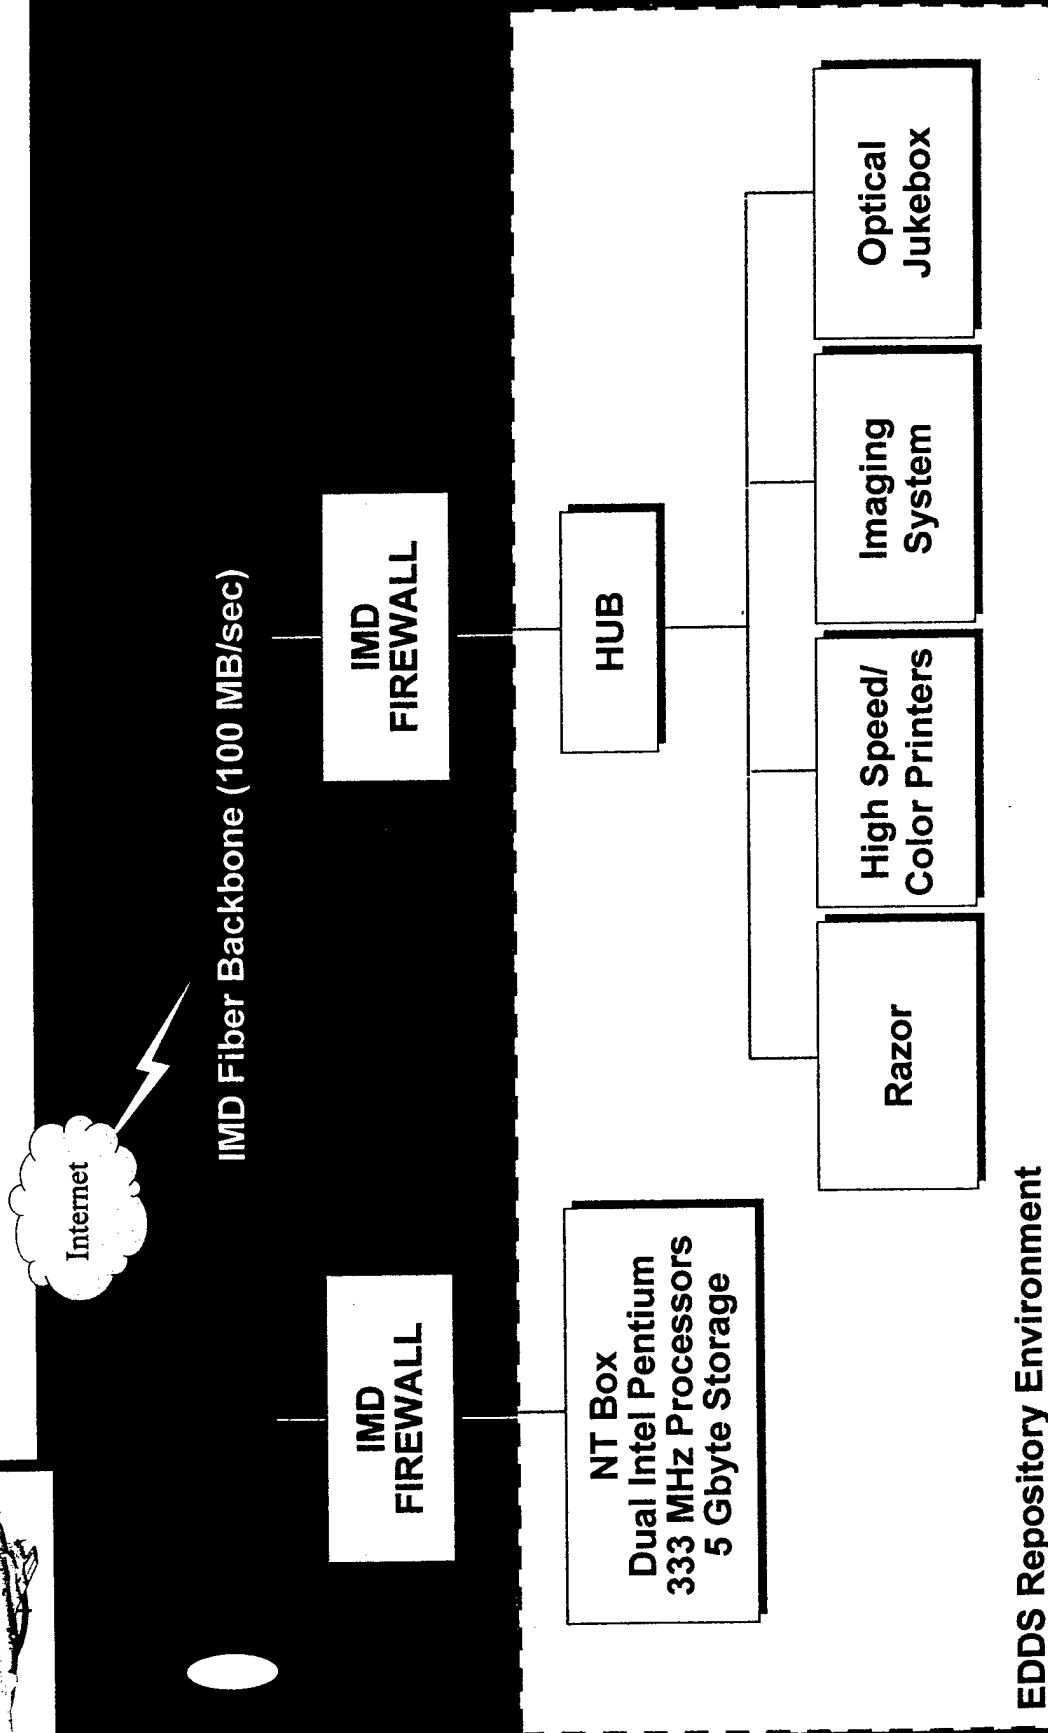 Internet
IMD Fiber Backbone (100 MB/sec)
IMD
FIREWALL
IMD
FIREWALL
NT Box
Dual Intel Pentium
333 MHz Processors
5 Gbyte Storage
HUB
Razor
High Speed/
Color Printers
Imaging
System
Optical
Jukebox
EDDS Repository Environment